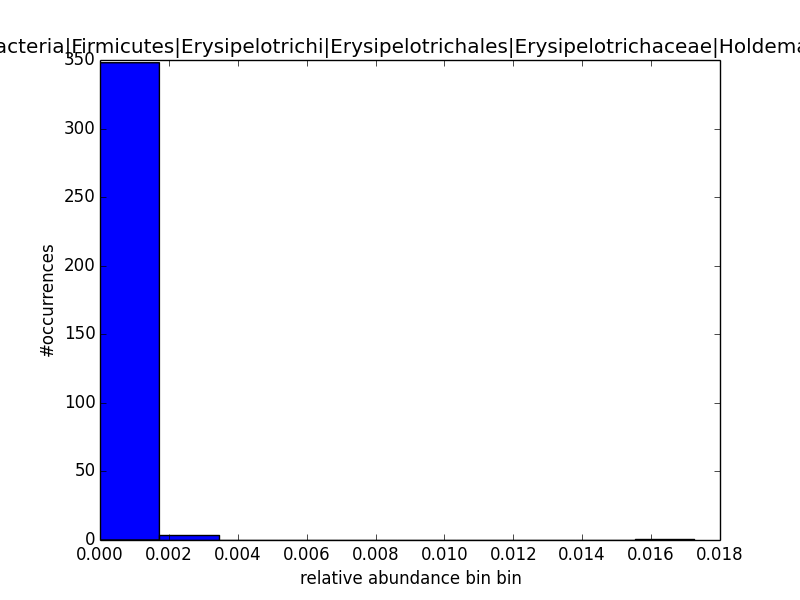 acteria|Firmicutes|Erysipelotrichi|Erysipelotrichales|Erysipelotrichaceae|Holdema
350
300
250
200
150
100
50
0
#occurrences
0.000 0.002 0.004 0.006 0.008 0.010 0.012 0.014 0.016 0.018
relative abundance bin bin